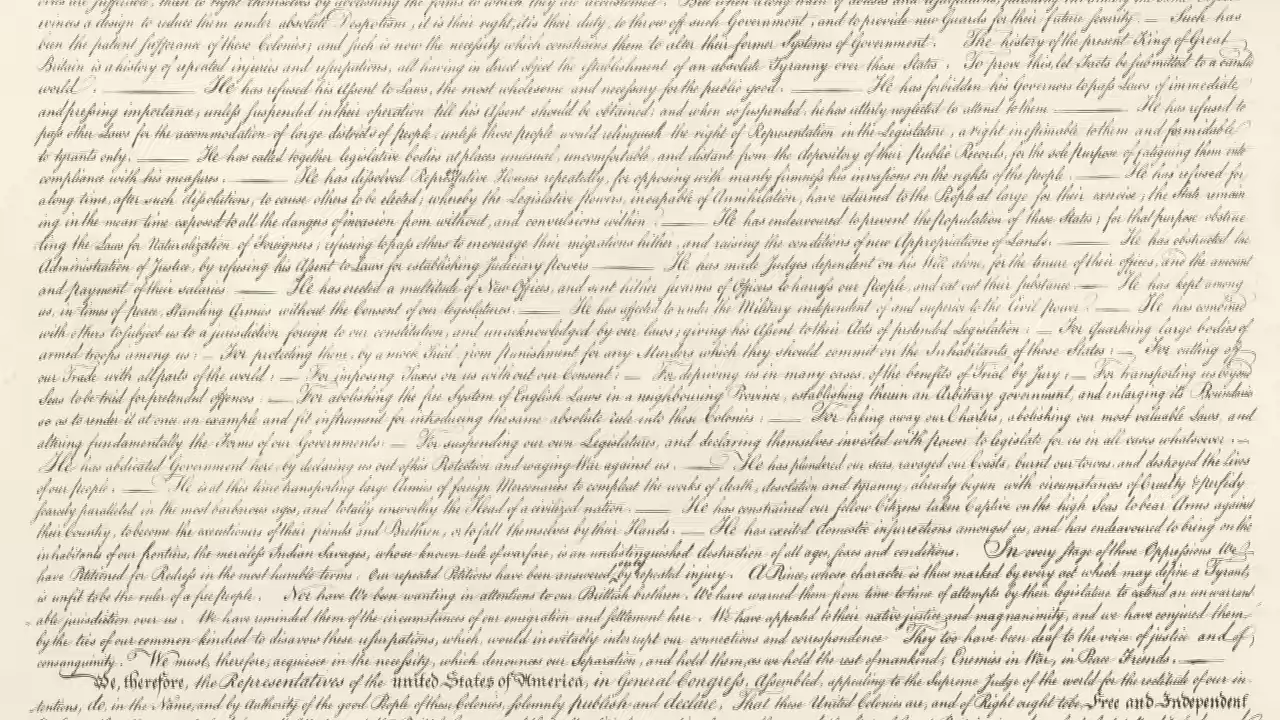 when a long train of abuses and usurpations, pursuing invariably the same Object
evinces a design to reduce them under absolute Despotism, it is their right, it is their duty, to throw off such Government, and to provide new Guards for their future security. — Such has
been the patient sufferance of these Colonies; and such is now the necessity which constrains them to alter their former Systems of Government. The history of the present King of Great
Britain is a history of repeated injuries and usurpations, all having in direct object the establishment of an absolute Tyranny over these States. To prove this, let Facts be submitted to a candid
world. — He has refused his Assent to Laws, the most wholesome and necessary for the public good. — He has forbidden his Governors to pass Laws of immediate
and pressing importance, unless suspended in their operation till his Assent should be obtained; and when so suspended, he has utterly neglected to attend to them — He has refused to
pass other Laws for the accommodation of large districts of people, unless those people would relinquish the right of Representation in the Legislature, a right inestimable to them and formidable
to tyrants only. — He has called together legislative bodies at places unusual, uncomfortable, and distant from the depository of their Public Records, for the sole purpose of fatiguing them into
compliance with his measures. — He has dissolved Representative Houses repeatedly, for opposing with manly firmness his invasions on the rights of the people. — He has refused for
a long time, after such dissolutions, to cause others to be elected; whereby the Legislative powers, incapable of Annihilation, have returned to the People at large for their exercise; the State remain
ing in the mean time exposed to all the dangers of invasion from without, and convulsions within. — He has endeavoured to prevent the population of these States; for that purpose obstruc
ting the Laws for Naturalization of Foreigners; refusing to pass others to encourage their migrations hither, and raising the conditions of new Appropriations of Lands. — He has obstructed the
Administration of Justice, by refusing his Assent to Laws for establishing Judiciary powers — He has made Judges dependent on his Will alone, for the tenure of their offices, and the amount
and payment of their salaries — He has erected a multitude of New Offices, and sent hither swarms of Officers to harrass our people, and eat out their substance. — He has kept among
us, in times of peace, Standing Armies without the Consent of our legislatures. — He has affected to render the Military independent of and superior to the Civil power. — He has combined
with others to subject us to a jurisdiction foreign to our constitution, and unacknowledged by our laws; giving his Assent to their Acts of pretended Legislation: — For Quartering large bodies of
armed troops among us: — For protecting them, by a mock Trial, from punishment for any Murders which they should commit on the Inhabitants of these States: — For cutting off
our Trade with all parts of the world: — For imposing Taxes on us without our Consent: — For depriving us in many cases, of the benefits of Trial by Jury: — For transporting us beyond
Seas to be tried for pretended offences: — For abolishing the free System of English Laws in a neighbouring Province, establishing therein an Arbitrary government, and enlarging its Boundaries
so as to render it at once an example and fit instrument for introducing the same absolute rule into these Colonies: — For taking away our Charters, abolishing our most valuable Laws, and
altering fundamentally the Forms of our Governments: — For suspending our own Legislatures, and declaring themselves invested with power to legislate for us in all cases whatsoever. —
He has abdicated Government here, by declaring us out of his Protection and waging War against us. — He has plundered our seas, ravaged our Coasts, burnt our towns, and destroyed the Lives
of our people. — He is at this time transporting large Armies of foreign Mercenaries to compleat the works of death, desolation and tyranny, already begun with circumstances of Cruelty & perfidy
scarcely paralleled in the most barbarous ages, and totally unworthy the Head of a civilized nation. — He has constrained our fellow Citizens taken Captive on the high Seas to bear Arms against
their Country, to become the executioners of their friends and Brethren, or to fall themselves by their Hands. — He has excited domestic insurrections amongst us, and has endeavoured to bring on the
inhabitants of our frontiers, the merciless Indian Savages, whose known rule of warfare, is an undistinguished destruction of all ages, sexes and conditions. In every stage of these Oppressions We
have Petitioned for Redress in the most humble terms: Our repeated Petitions have been answered only by repeated injury. A Prince, whose character is thus marked by every act which may define a Tyrant,
is unfit to be the ruler of a free people. Nor have We been wanting in attentions to our Brittish brethren. We have warned them from time to time of attempts by their legislature to extend an unwarrant
able jurisdiction over us. We have reminded them of the circumstances of our emigration and settlement here. We have appealed to their native justice and magnanimity, and we have conjured them
by the ties of our common kindred to disavow these usurpations, which, would inevitably interrupt our connections and correspondence They too have been deaf to the voice of justice and of
consanguinity. We must, therefore, acquiesce in the necessity, which denounces our Separation, and hold them, as we hold the rest of mankind, Enemies in War, in Peace Friends. —
We, therefore, the Representatives of the united States of America, in General Congress, Assembled, appealing to the Supreme Judge of the world for the rectitude of our in
tentions, do, in the Name, and by Authority of the good People of these Colonies, solemnly publish and declare, That these United Colonies are, and of Right ought to be Free and Independent